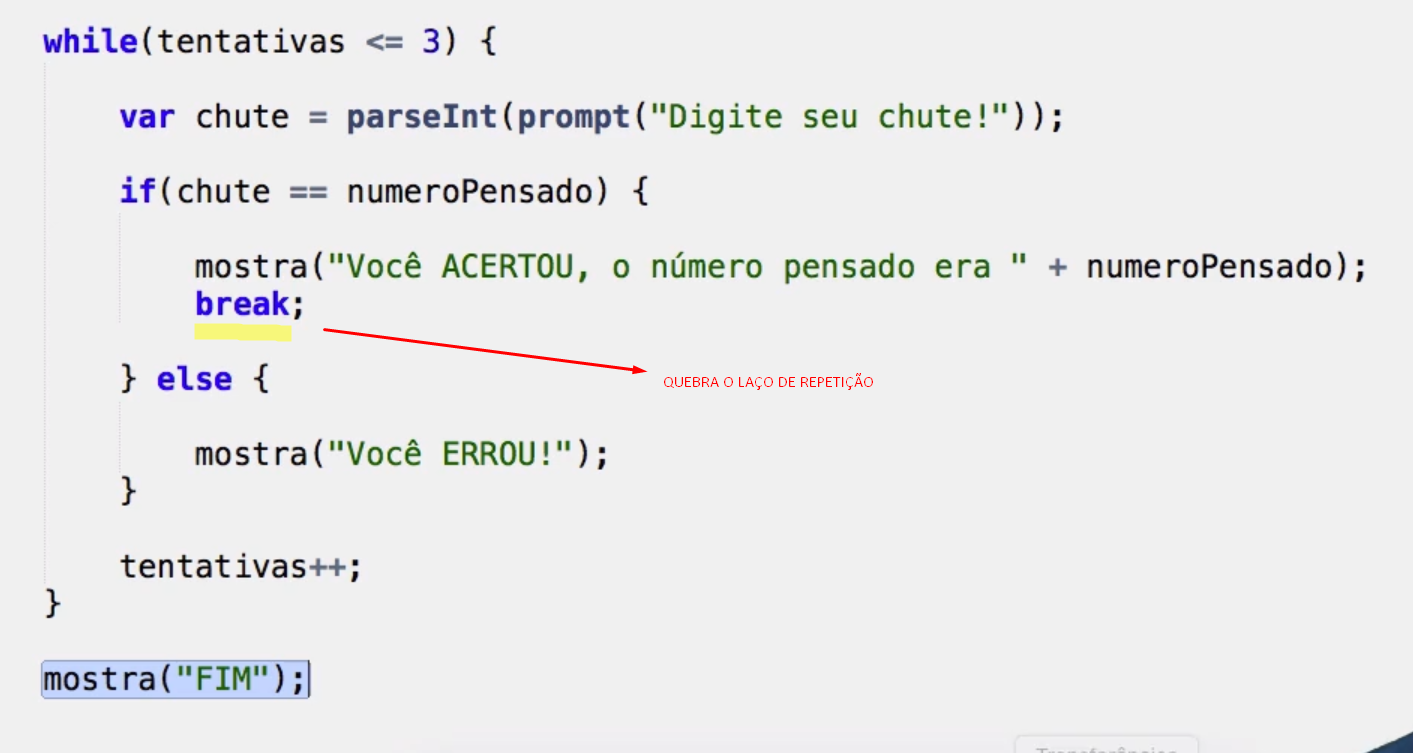 while(tentativas <= 3) {
var chute = parseInt(prompt("Digite seu chute!"));
if(chute == numeroPensado) {
mostra("Você ACERTOU, o número pensado era " + numeroPensado);
break;
QUEBRA O LAÇO DE REPETIÇÃO
} else {
mostra("Você ERROU!");
}
tentativas++;
}
mostra("FIM");